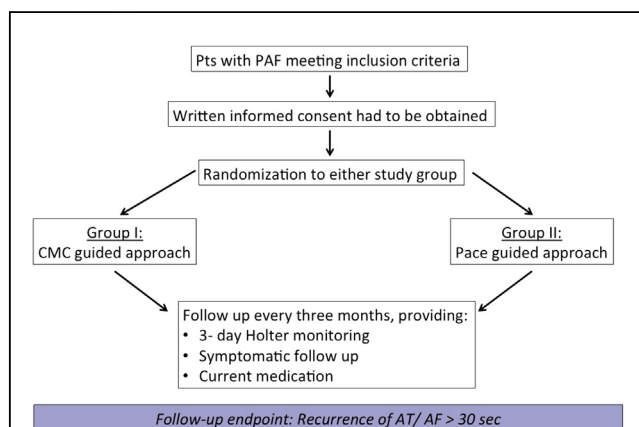 Pts with PAF meeting inclusion criteria
Written informed consent had to be obtained
Randomization to either study group
Group I:
CMC guided approach
Group II:
Pace guided approach
Follow up every three months, providing:
• 3- day Holter monitoring
• Symptomatic follow up
• Current medication
Follow-up endpoint: Recurrence of AT/ AF > 30 sec